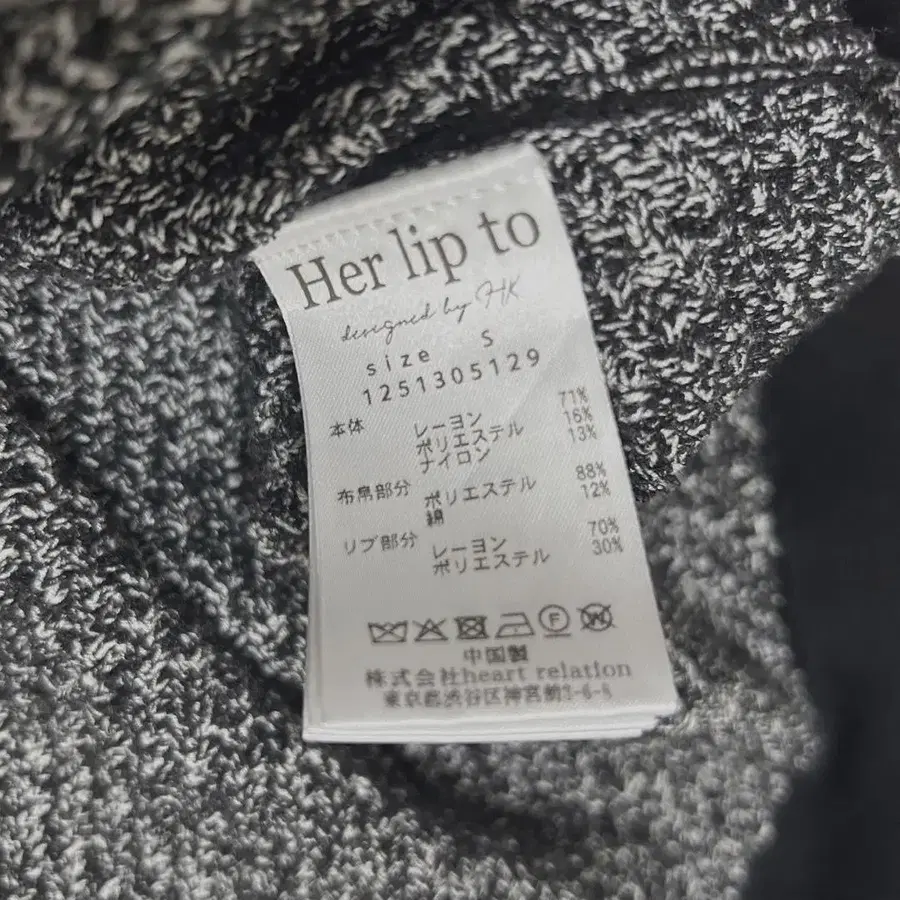 Her lip to
designed by HK
size S
1251305129
本体 レーヨン 71%
ポリエステル 16%
ナイロン 13%
布帛部分 ポリエステル 88%
綿 12%
リブ部分 レーヨン 70%
ポリエステル 30%
中国製
株式会社heart relation
東京都渋谷区神宮前2-6-8